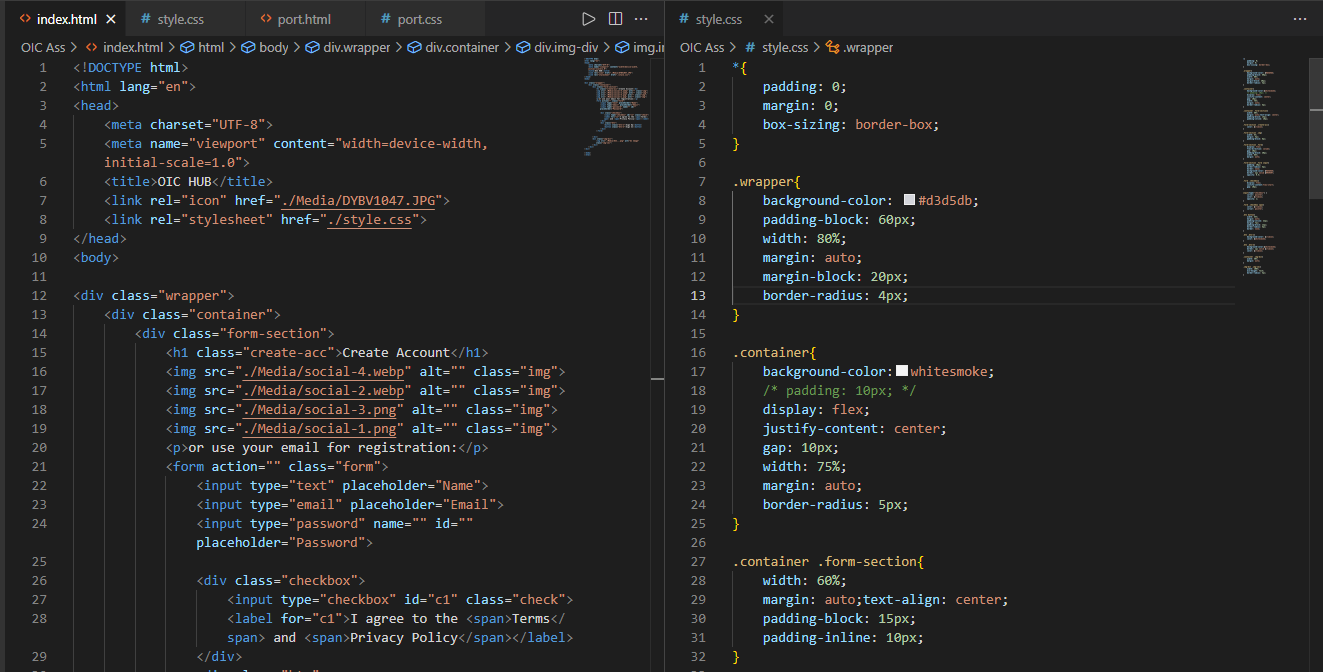 index.html
style.css
port.html
port.css
OIC Ass > index.html > html > body > div.wrapper > div.container > div.img-div > img.ir
1 <!DOCTYPE html>
2 <html lang="en">
3 <head>
4 <meta charset="UTF-8">
5 <meta name="viewport" content="width=device-width,
initial-scale=1.0">
6 <title>OIC HUB</title>
7 <link rel="icon" href="./Media/DYBV1047.JPG">
8 <link rel="stylesheet" href="./style.css">
9 </head>
10 <body>
11
12 <div class="wrapper">
13 <div class="container">
14 <div class="form-section">
15 <h1 class="create-acc">Create Account</h1>
16 <img src="./Media/social-4.webp" alt="" class="img">
17 <img src="./Media/social-2.webp" alt="" class="img">
18 <img src="./Media/social-3.png" alt="" class="img">
19 <img src="./Media/social-1.png" alt="" class="img">
20 <p>or use your email for registration:</p>
21 <form action="" class="form">
22 <input type="text" placeholder="Name">
23 <input type="email" placeholder="Email">
24 <input type="password" name="" id=""
placeholder="Password">
25
26 <div class="checkbox">
27 <input type="checkbox" id="c1" class="check">
28 <label for="c1">I agree to the <span>Terms</
span> and <span>Privacy Policy</span></label>
29 </div>
style.css
OIC Ass > # style.css > .wrapper
1 *{
2 padding: 0;
3 margin: 0;
4 box-sizing: border-box;
5 }
6
7 .wrapper{
8 background-color: #d3d5db;
9 padding-block: 60px;
10 width: 80%;
11 margin: auto;
12 margin-block: 20px;
13 border-radius: 4px;
14 }
15
16 .container{
17 background-color: whitesmoke;
18 /* padding: 10px; */
19 display: flex;
20 justify-content: center;
21 gap: 10px;
22 width: 75%;
23 margin: auto;
24 border-radius: 5px;
25 }
26
27 .container .form-section{
28 width: 60%;
29 margin: auto;text-align: center;
30 padding-block: 15px;
31 padding-inline: 10px;
32 }